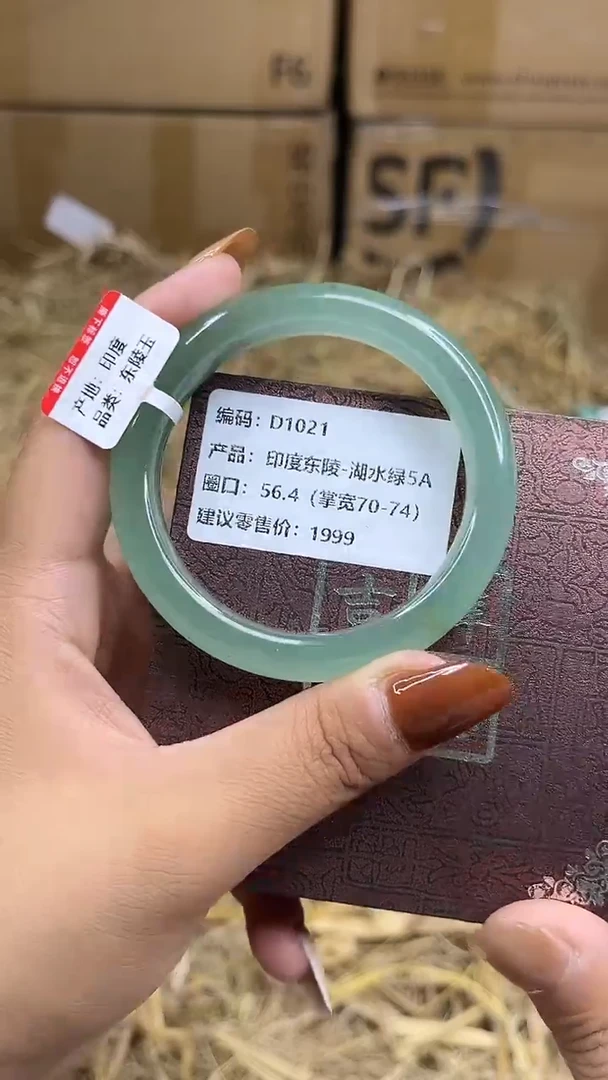 F6
SF
产地：印度
品类：东陵玉
编码：D1021
产品：印度东陵-湖水绿5A
圈口：56.4（掌宽70-74）
建议零售价：1999
吉